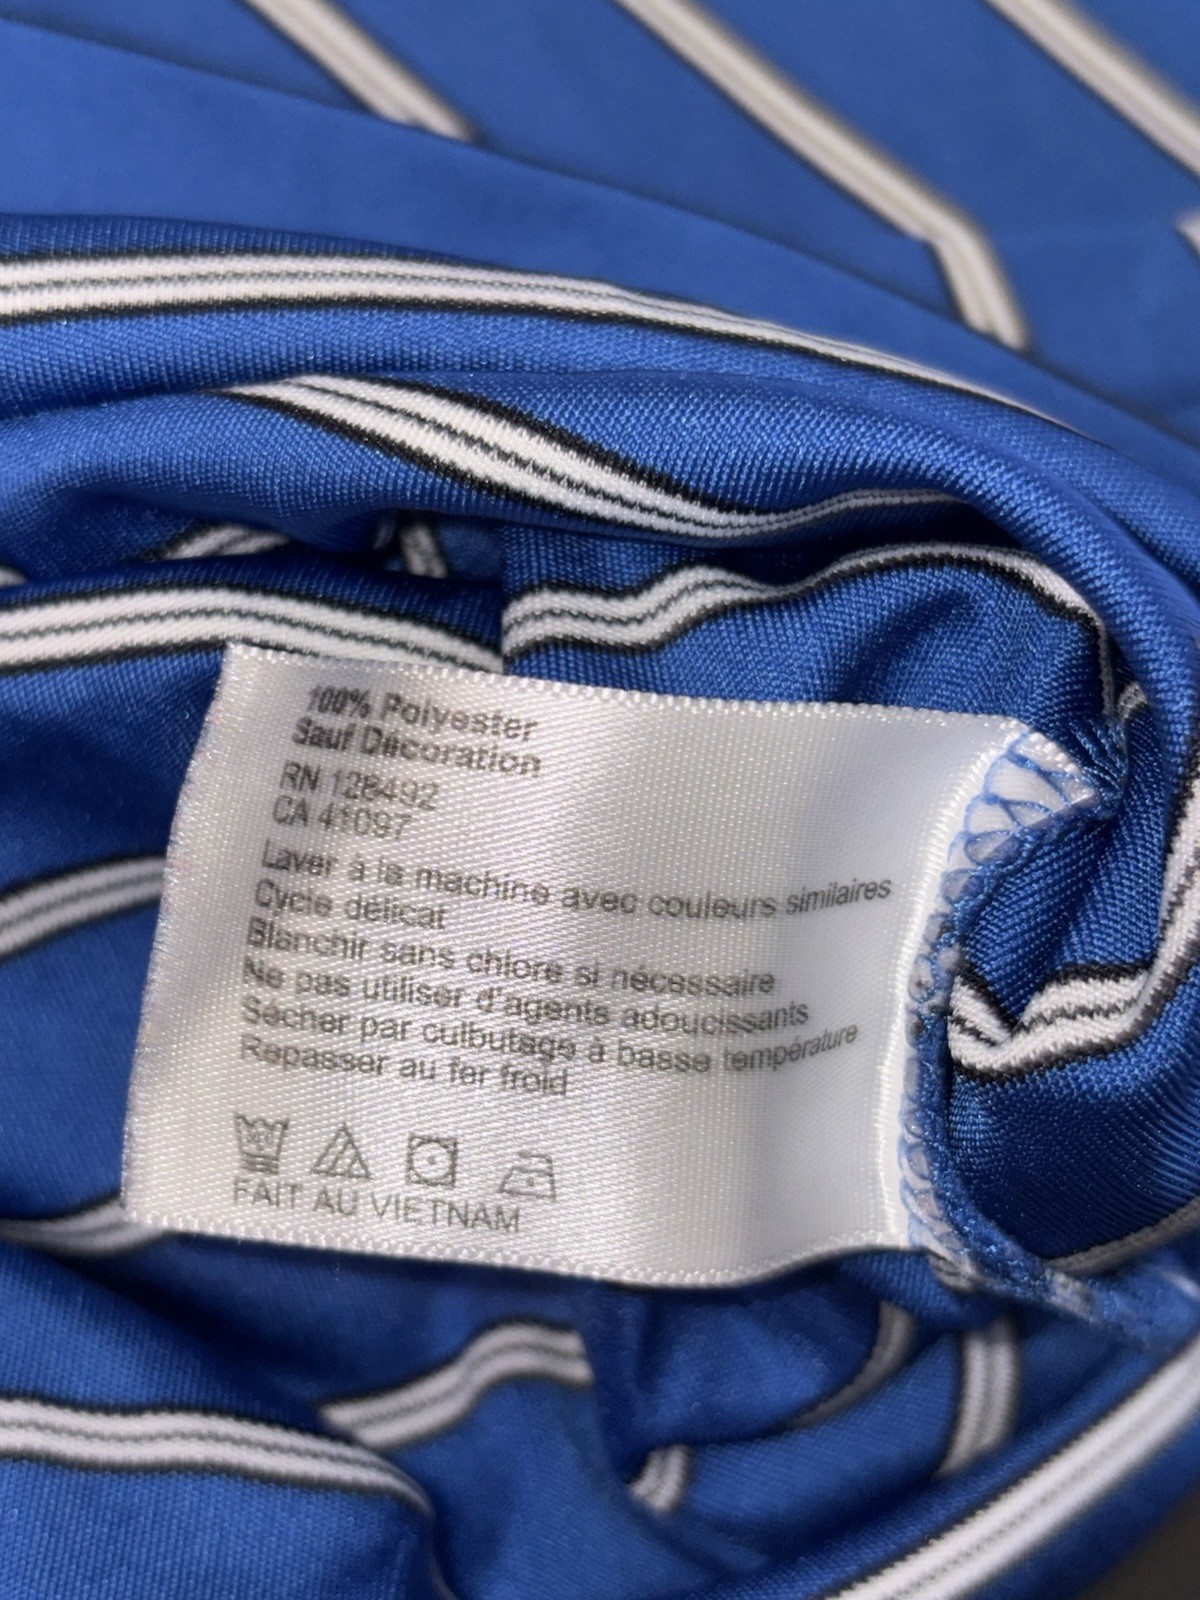 100% Polyester
Sauf Décoration
RN 128492
CA 41097
Laver à la machine avec couleurs similaires
Cycle délicat
Blanchir sans chlore si nécessaire
Ne pas utiliser d'agents adoucissants
Sécher par culbutage à basse température
Repasser au fer froid
FAIT AU VIETNAM